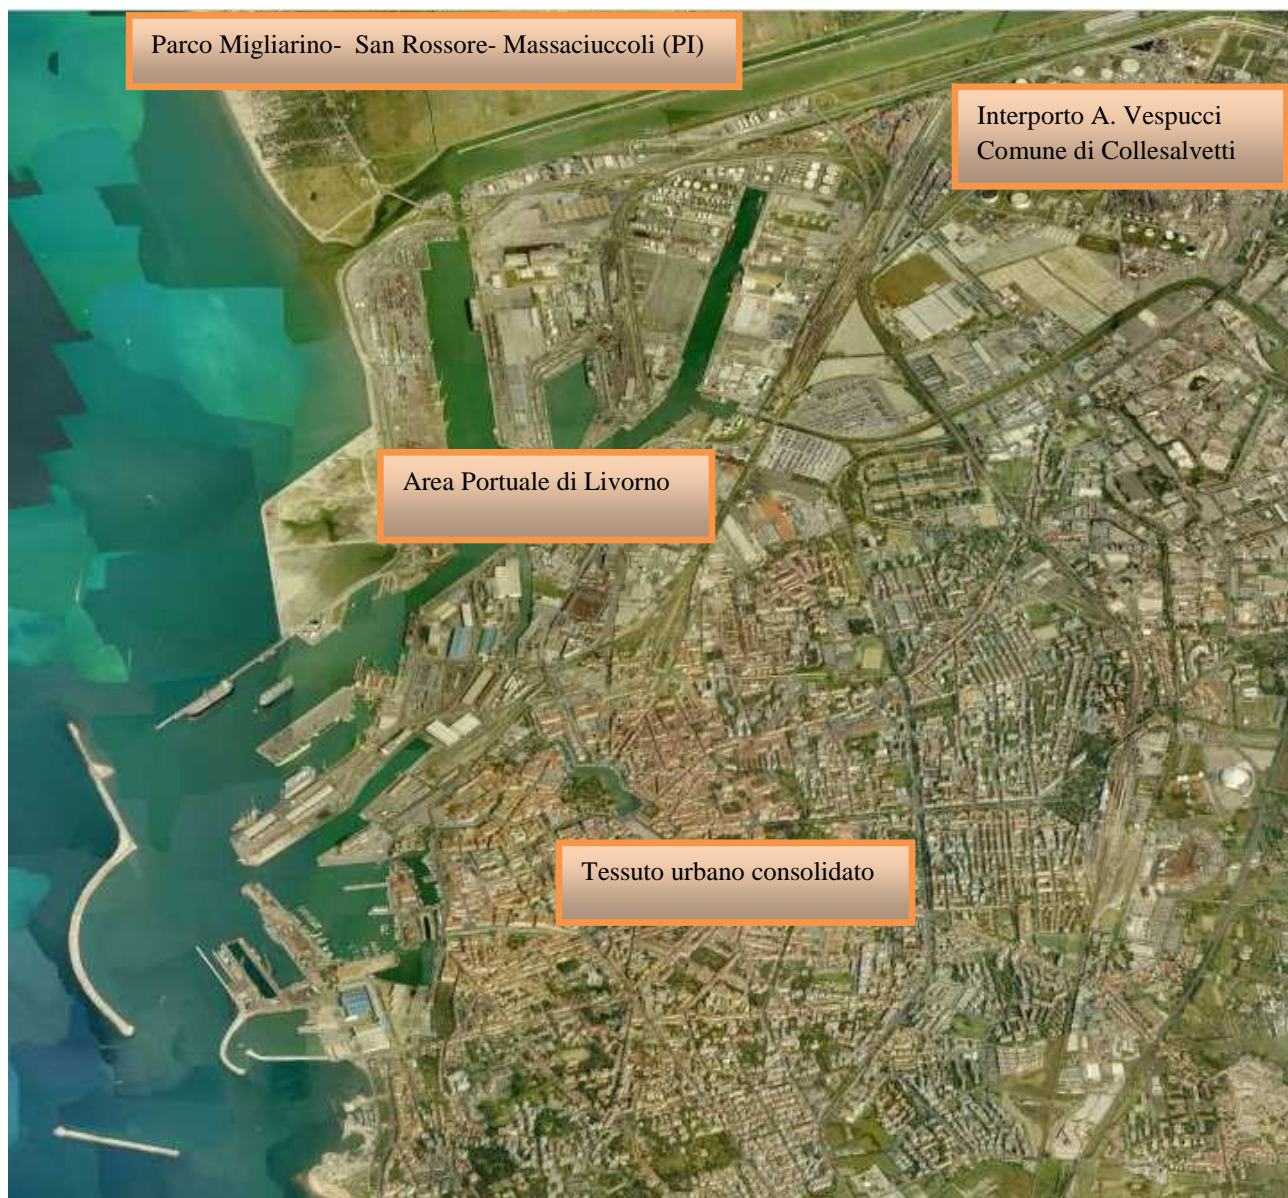 Parco Migliarino-  San Rossore- Massaciuccoli (PI)
Interporto A. Vespucci
Comune di Collesalvetti
Area Portuale di Livorno
Tessuto urbano consolidato